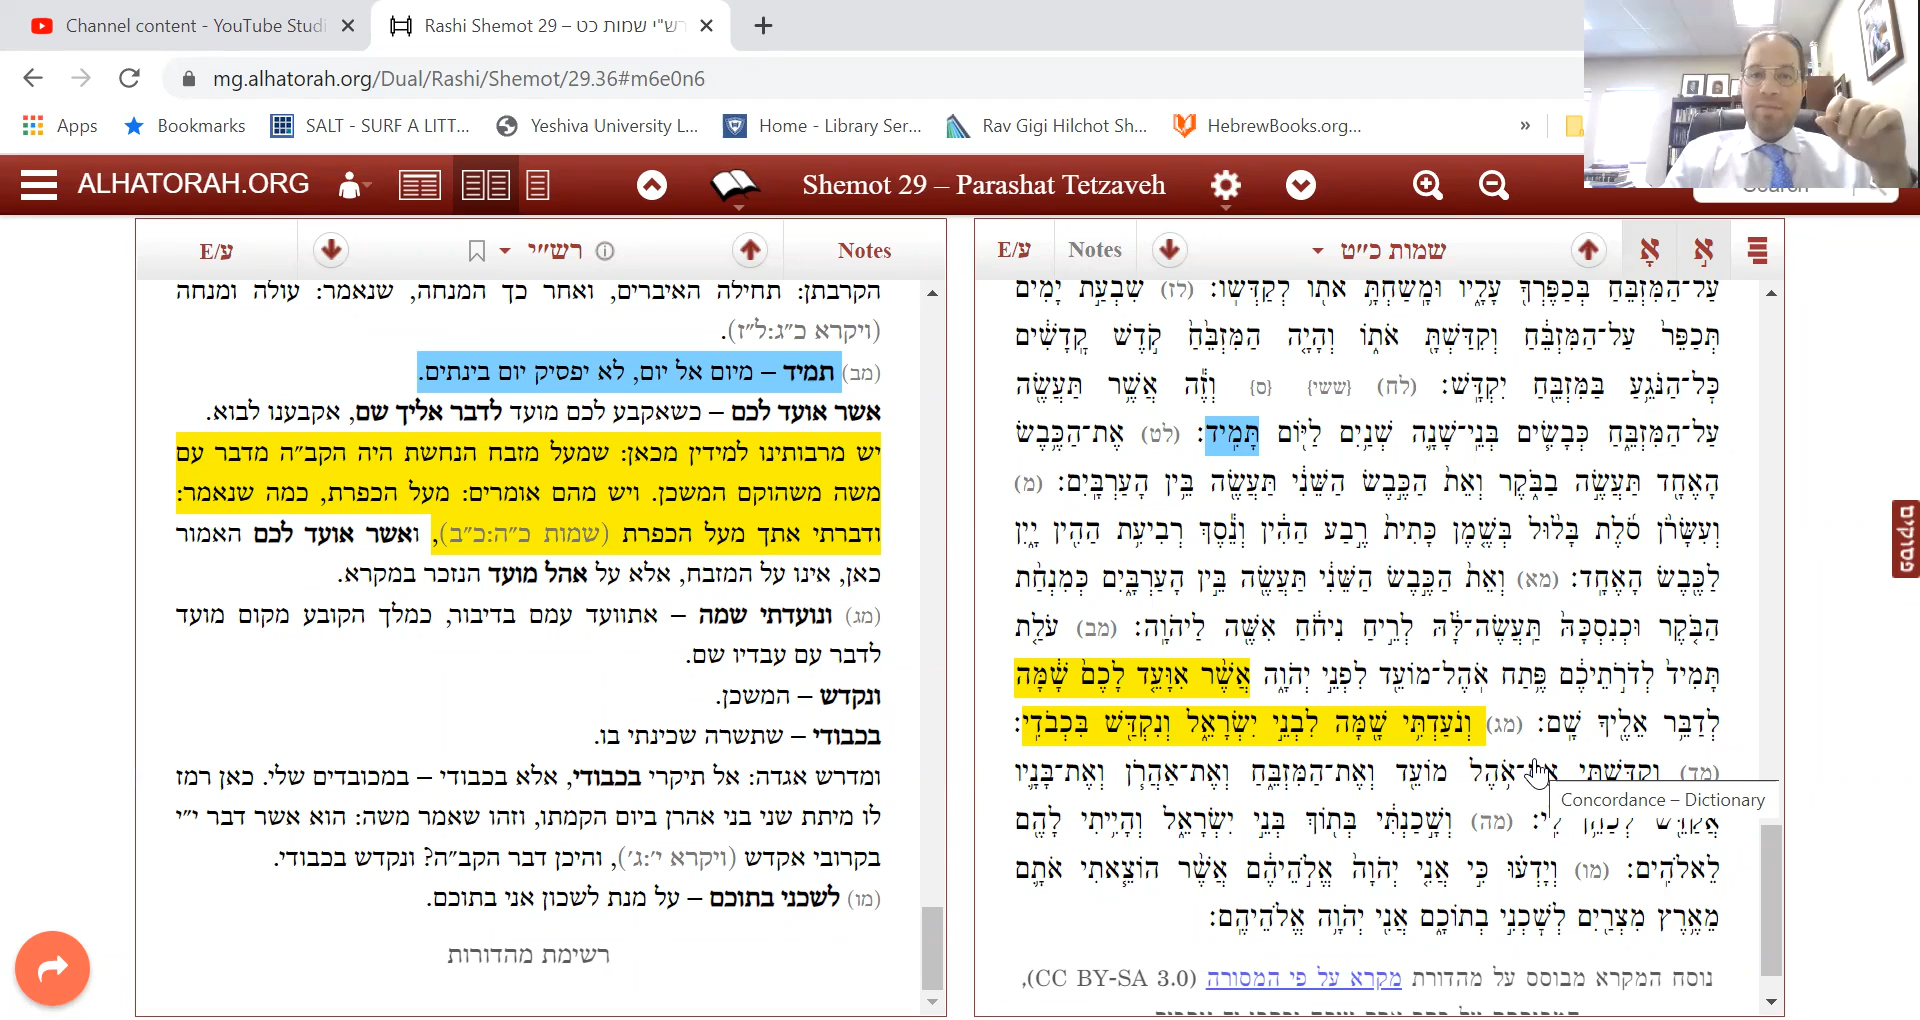 Channel content - YouTube Studi
Rashi Shemot 29 – רש"י שמות כט
mg.alhatorah.org/Dual/Rashi/Shemot/29.36#m6e0n6
Apps
Bookmarks
SALT - SURF A LITT...
Yeshiva University L...
Home - Library Ser...
Rav Gigi Hilchot Sh...
HebrewBooks.org...
»
ALHATORAH.ORG
Shemot 29 – Parashat Tetzaveh
Search
E/ע
רש״י
Notes
הקרבתן: תחילה האיברים, ואחר כך המנחה, שנאמר: עולה ומנחה
(ויקרא כ״ג:ל״ז).
(מב) תמיד – מיום אל יום, לא יפסיק יום בינתים.
אשר אועד לכם – כשאקבע לכם מועד לדבר אליך שם, אקבענו לבוא.
יש מרבותינו למידין מכאן: שמעל מזבח הנחשת היה הקב״ה מדבר עם
משה משהוקם המשכן. ויש מהם אומרים: מעל הכפרת, כמה שנאמר:
ודברתי אתך מעל הכפרת (שמות כ״ה:כ״ב), ואשר אועד לכם האמור
כאן, אינו על המזבח, אלא על אהל מועד הנזכר במקרא.
(מג) ונועדתי שמה – אתוועד עמם בדיבור, כמלך הקובע מקום מועד
לדבר עם עבדיו שם.
ונקדש – המשכן.
בכבודי – שתשרה שכינתי בו.
ומדרש אגדה: אל תיקרי בכבודי, אלא בכבודי – במכובדים שלי. כאן רמז
לו מיתת שני בני אהרן ביום הקמתו, וזהו שאמר משה: הוא אשר דבר י״י
בקרובי אקדש (ויקרא י׳:ג׳), והיכן דבר הקב״ה? ונקדש בכבודי.
(מו) לשכני בתוכם – על מנת לשכון אני בתוכם.
רשימת מהדורות
E/ע
Notes
שמות כ״ט
אָ
אֲ
עַל־הַמִּזְבֵּחַ בְּכַפֶּרְךָ עָלָיו וּמָשַׁחְתָּ אֹתוֹ לְקַדְּשׁוֹ: (לז) שִׁבְעַת יָמִים
תְּכַפֵּר עַל־הַמִּזְבֵּחַ וְקִדַּשְׁתָּ אֹתוֹ וְהָיָה הַמִּזְבֵּחַ קֹדֶשׁ קָדָשִׁים
כׇּל־הַנֹּגֵעַ בַּמִּזְבֵּחַ יִקְדָּשׁ: (לח) {ששי} {ס} וְזֶה אֲשֶׁר תַּעֲשֶׂה
עַל־הַמִּזְבֵּחַ כְּבָשִׂים בְּנֵי־שָׁנָה שְׁנַיִם לַיּוֹם תָּמִיד: (לט) אֶת־הַכֶּבֶשׂ
הָאֶחָד תַּעֲשֶׂה בַבֹּקֶר וְאֵת הַכֶּבֶשׂ הַשֵּׁנִי תַּעֲשֶׂה בֵּין הָעַרְבָּיִם: (מ)
וְעִשָּׂרֹן סֹלֶת בָּלוּל בְּשֶׁמֶן כָּתִית רֶבַע הַהִין וְנֵסֶךְ רְבִיעִת הַהִין יָיִן
לַכֶּבֶשׂ הָאֶחָד: (מא) וְאֵת הַכֶּבֶשׂ הַשֵּׁנִי תַּעֲשֶׂה בֵּין הָעַרְבָּיִם כְּמִנְחַת
הַבֹּקֶר וּכְנִסְכָּהּ תַּעֲשֶׂה־לָּהּ לְרֵיחַ נִיחֹחַ אִשֶּׁה לַיהֹוָה: (מב) עֹלַת
תָּמִיד לְדֹרֹתֵיכֶם פֶּתַח אֹהֶל־מוֹעֵד לִפְנֵי יְהֹוָה אֲשֶׁר אִוָּעֵד לָכֶם שָׁמָּה
לְדַבֵּר אֵלֶיךָ שָׁם: (מג) וְנֹעַדְתִּי שָׁמָּה לִבְנֵי יִשְׂרָאֵל וְנִקְדַּשׁ בִּכְבֹדִי:
(מד) וְקִדַּשְׁתִּי אֶת־אֹהֶל מוֹעֵד וְאֶת־הַמִּזְבֵּחַ וְאֶת־אַהֲרֹן וְאֶת־בָּנָיו
Concordance – Dictionary
אֲקַדֵּשׁ לְכַהֵן לִי: (מה) וְשָׁכַנְתִּי בְּתוֹךְ בְּנֵי יִשְׂרָאֵל וְהָיִיתִי לָהֶם
לֵאלֹהִים: (מו) וְיָדְעוּ כִּי אֲנִי יְהֹוָה אֱלֹהֵיהֶם אֲשֶׁר הוֹצֵאתִי אֹתָם
מֵאֶרֶץ מִצְרַיִם לְשׇׁכְנִי בְתוֹכָם אֲנִי יְהֹוָה אֱלֹהֵיהֶם:
נוסח המקרא מבוסס על מהדורת מקרא על פי המסורה (CC BY-SA 3.0),
פסוקים